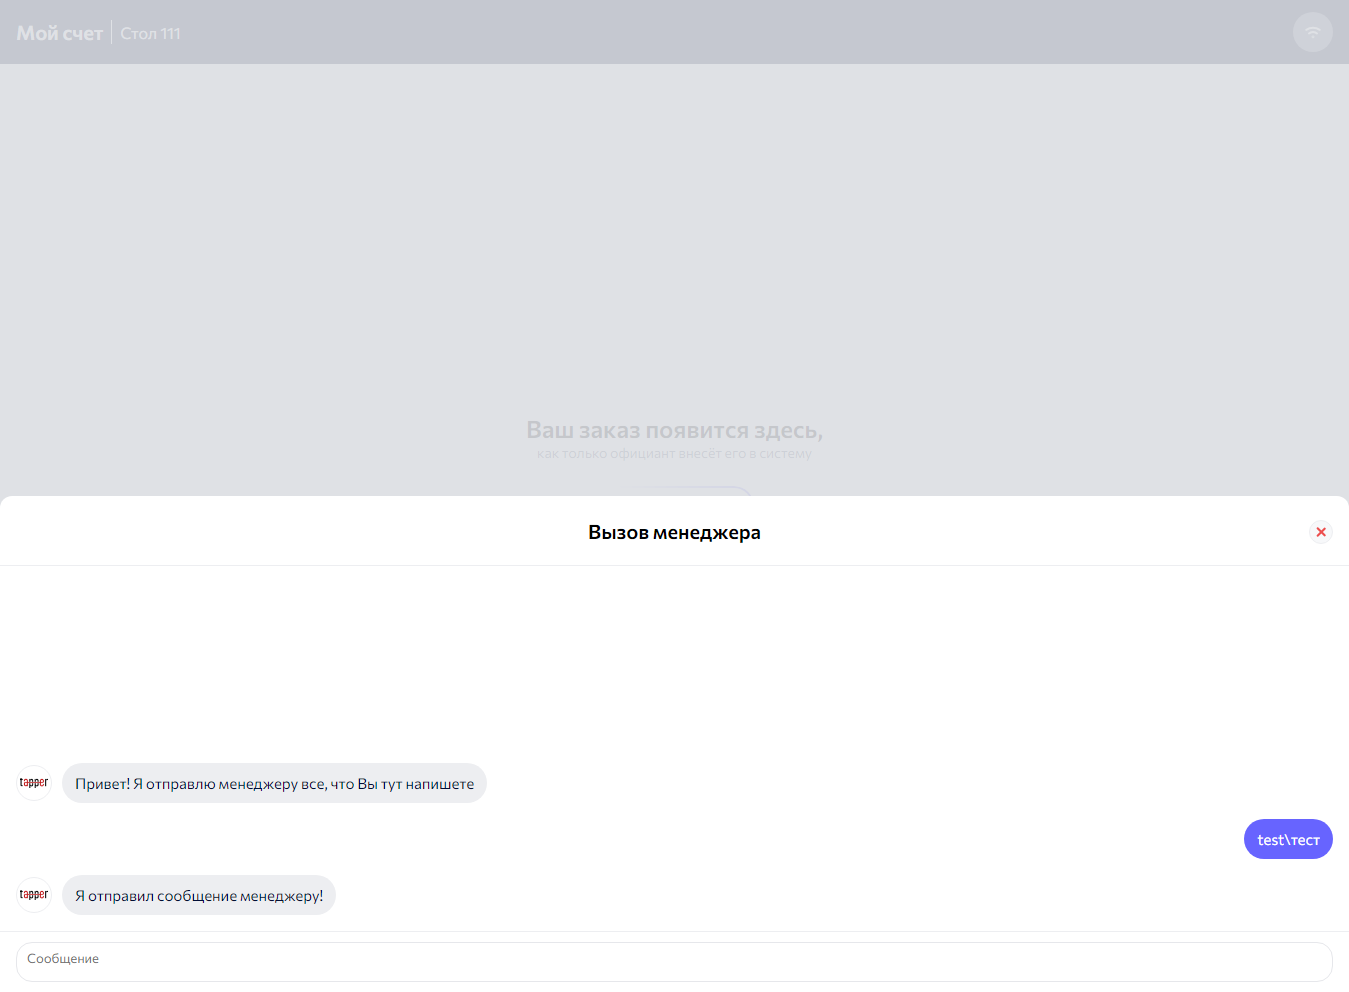 Мой счет
Стол 111
Ваш заказ появится здесь,
как только официант внесёт его в систему
Вызов менеджера
tapper
Привет! Я отправлю менеджеру все, что Вы тут напишете
test\тест
tapper
Я отправил сообщение менеджеру!
Сообщение